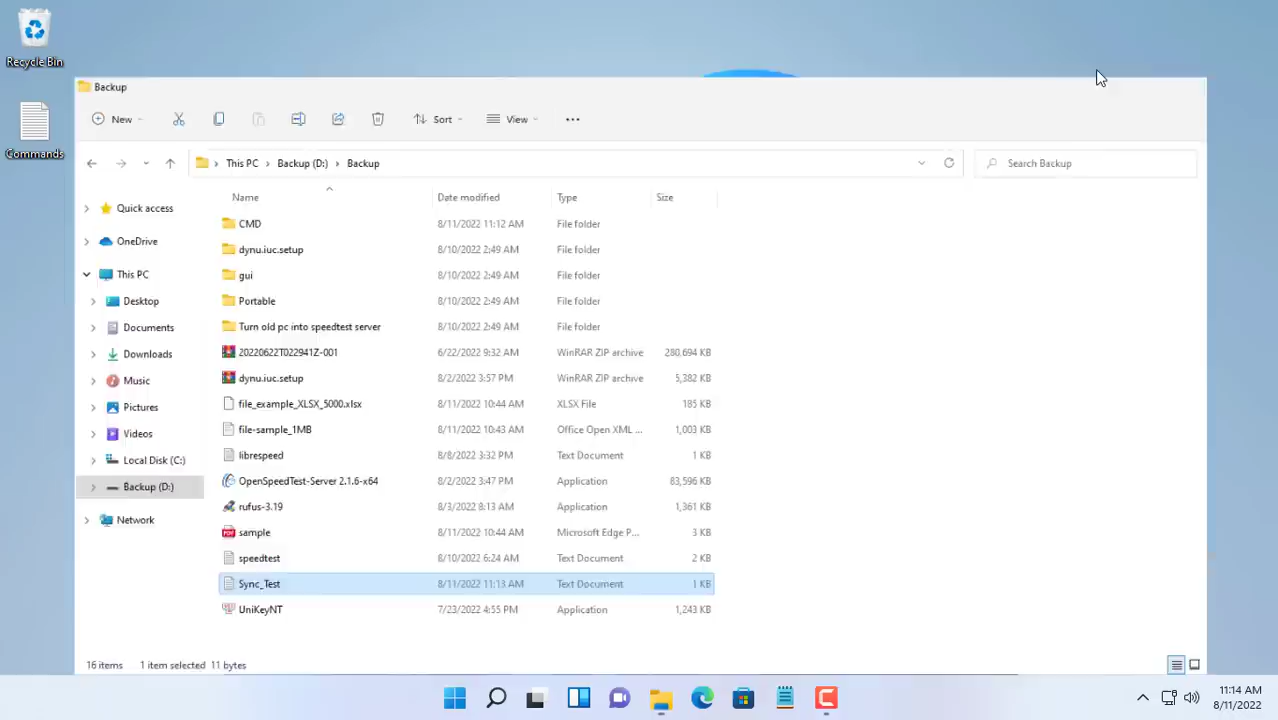 Recycle Bin
Commands
Backup
New
Sort
View
This PC > Backup (D:) > Backup
Search Backup
Name Date modified Type Size
Quick access
OneDrive
This PC
Desktop
Documents
Downloads
Music
Pictures
Videos
Local Disk (C:)
Backup (D:)
Network
CMD 8/11/2022 11:12 AM File folder
dynu.iuc.setup 8/10/2022 2:49 AM File folder
gui 8/10/2022 2:49 AM File folder
Portable 8/10/2022 2:49 AM File folder
Turn old pc into speedtest server 8/10/2022 2:49 AM File folder
20220622T022941Z-001 6/22/2022 9:32 AM WinRAR ZIP archive 280,694 KB
dynu.iuc.setup 8/2/2022 3:57 PM WinRAR ZIP archive 5,382 KB
file_example_XLSX_5000.xlsx 8/11/2022 10:44 AM XLSX File 185 KB
file-sample_1MB 8/11/2022 10:43 AM Office Open XML ... 1,003 KB
librespeed 8/8/2022 3:32 PM Text Document 1 KB
OpenSpeedTest-Server 2.1.6-x64 8/2/2022 3:47 PM Application 83,596 KB
rufus-3.19 8/3/2022 8:13 AM Application 1,361 KB
sample 8/11/2022 10:44 AM Microsoft Edge P... 3 KB
speedtest 8/10/2022 6:24 AM Text Document 2 KB
Sync_Test 8/11/2022 11:13 AM Text Document 1 KB
UniKeyNT 7/23/2022 4:55 PM Application 1,243 KB
16 items 1 item selected 11 bytes
11:14 AM
8/11/2022